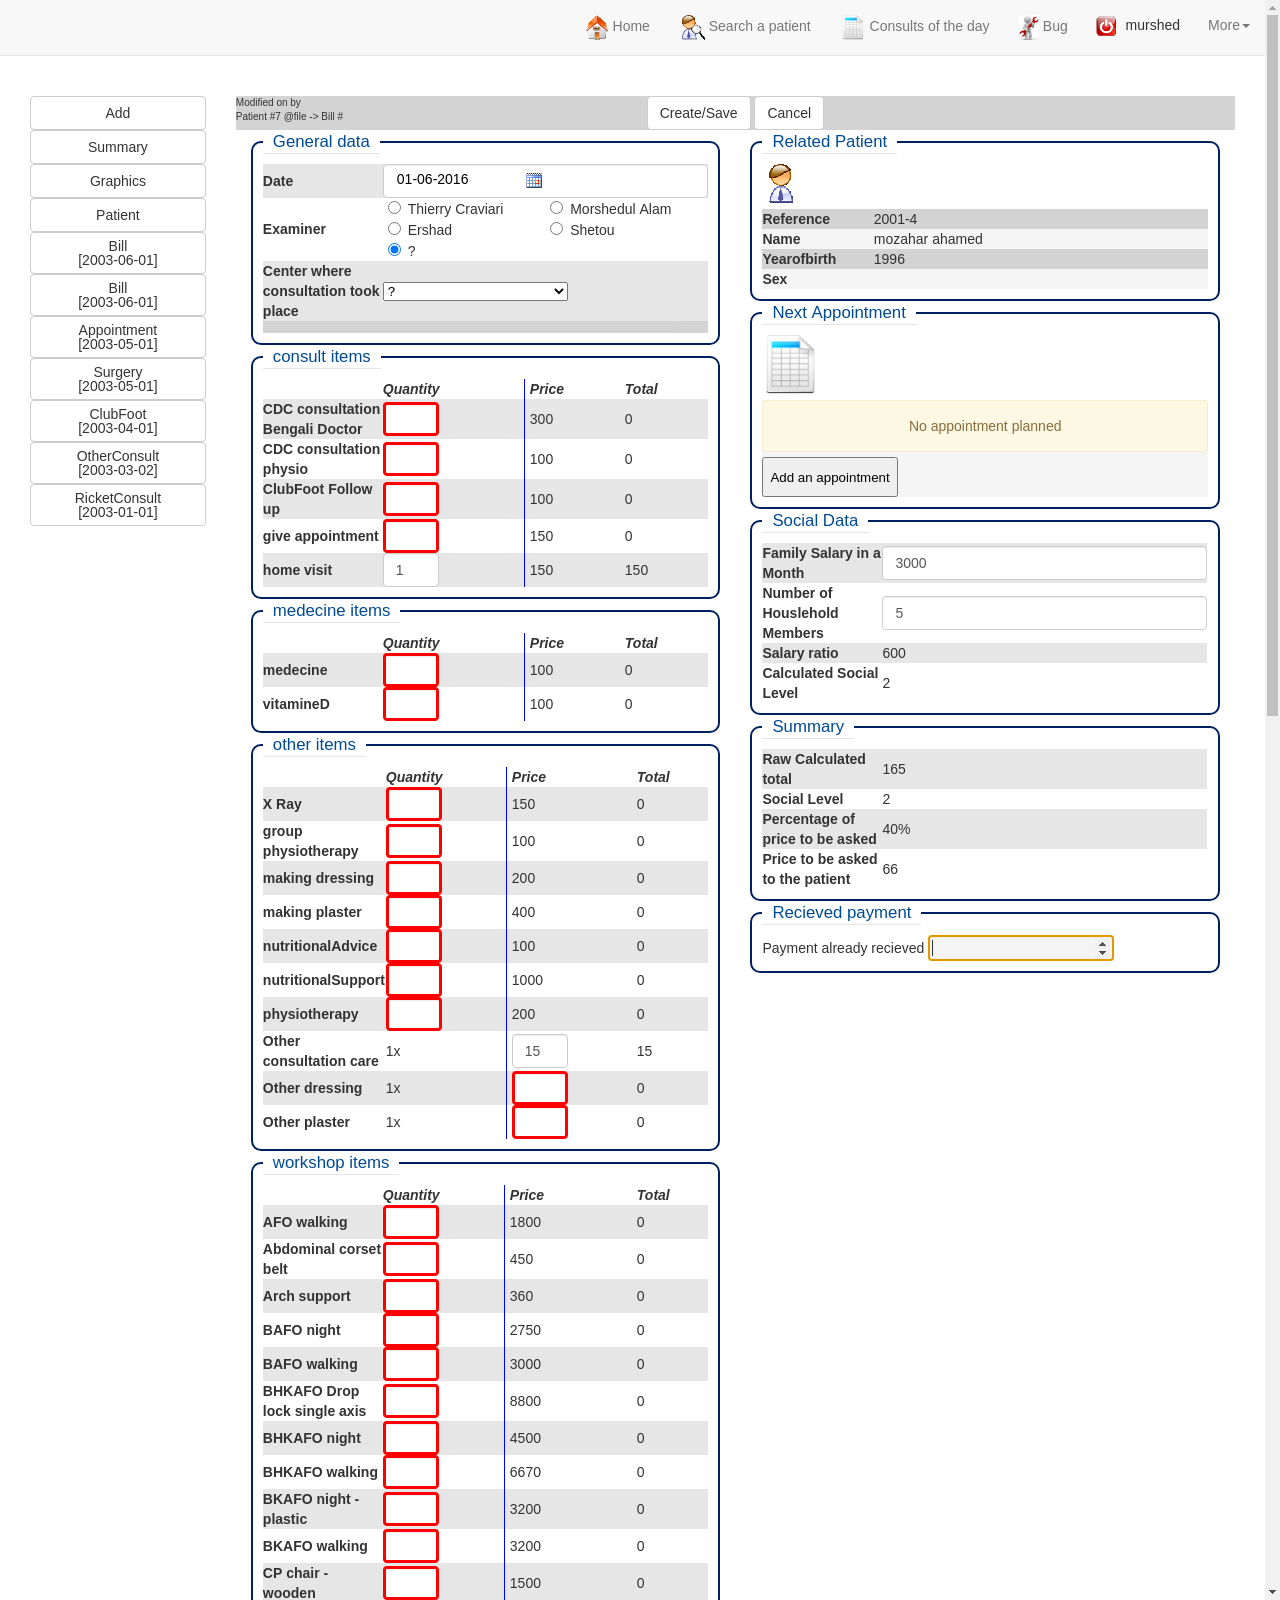 Home Search a patient Consults of the day Bug murshed More
Add
Summary
Graphics
Patient
Bill
[2003-06-01]
Bill
[2003-06-01]
Appointment
[2003-05-01]
Surgery
[2003-05-01]
ClubFoot
[2003-04-01]
OtherConsult
[2003-03-02]
RicketConsult
[2003-01-01]
Modified on by
Patient #7 @file -> Bill #
Create/Save Cancel
General data
Date 01-06-2016
Examiner
Thierry Craviari Morshedul Alam
Ershad Shetou
?
Center where
consultation took
place
?
consult items
Quantity Price Total
CDC consultation
Bengali Doctor
300 0
CDC consultation
physio
100 0
ClubFoot Follow
up
100 0
give appointment 150 0
home visit 1 150 150
medecine items
Quantity Price Total
medecine 100 0
vitamineD 100 0
other items
Quantity Price Total
X Ray 150 0
group
physiotherapy
100 0
making dressing 200 0
making plaster 400 0
nutritionalAdvice 100 0
nutritionalSupport 1000 0
physiotherapy 200 0
Other
consultation care
1x 15 15
Other dressing 1x 0
Other plaster 1x 0
workshop items
Quantity Price Total
AFO walking 1800 0
Abdominal corset
belt
450 0
Arch support 360 0
BAFO night 2750 0
BAFO walking 3000 0
BHKAFO Drop
lock single axis
8800 0
BHKAFO night 4500 0
BHKAFO walking 6670 0
BKAFO night -
plastic
3200 0
BKAFO walking 3200 0
CP chair -
wooden
1500 0
Related Patient
Reference 2001-4
Name mozahar ahamed
Yearofbirth 1996
Sex
Next Appointment
No appointment planned
Add an appointment
Social Data
Family Salary in a
Month
3000
Number of
Houslehold
Members
5
Salary ratio 600
Calculated Social
Level
2
Summary
Raw Calculated
total
165
Social Level 2
Percentage of
price to be asked
40%
Price to be asked
to the patient
66
Recieved payment
Payment already recieved